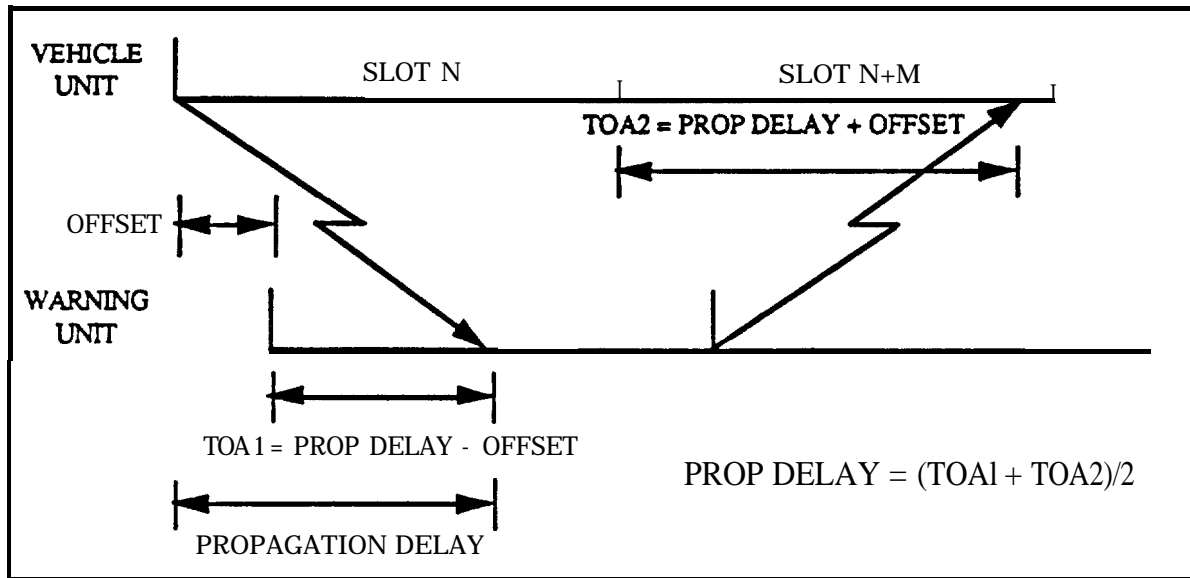 VEHICLE
UNIT
SLOT N
SLOT N+M
TOA2 = PROP DELAY + OFFSET
OFFSET
WARNING
UNIT
TOA1 = PROP DELAY - OFFSET
PROP DELAY = (TOAl + TOA2)/2
PROPAGATION DELAY